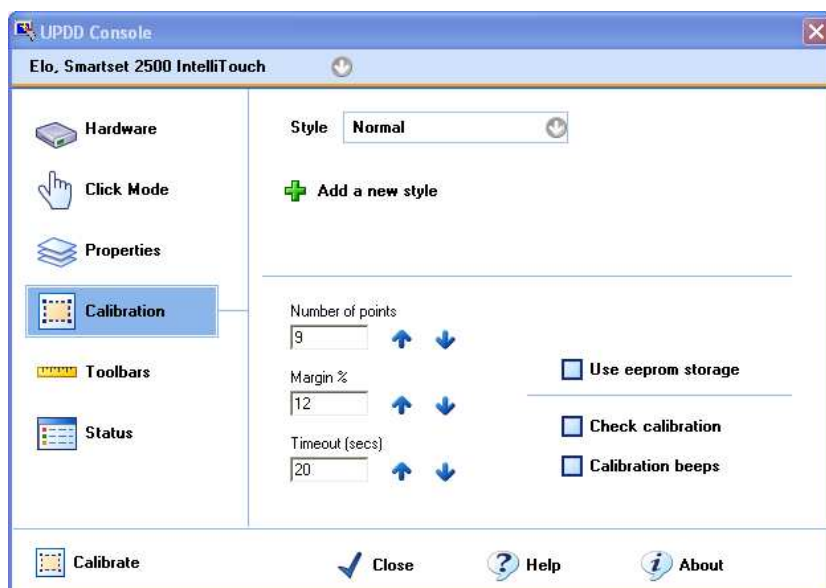 UPDD Console
Elo, Smartset 2500 IntelliTouch
Hardware
Click Mode
Properties
Calibration
Toolbars
Status
Style Normal
Add a new style
Number of points
9
Margin %
12
Timeout (secs)
20
Use eeprom storage
Check calibration
Calibration beeps
Calibrate Close Help About